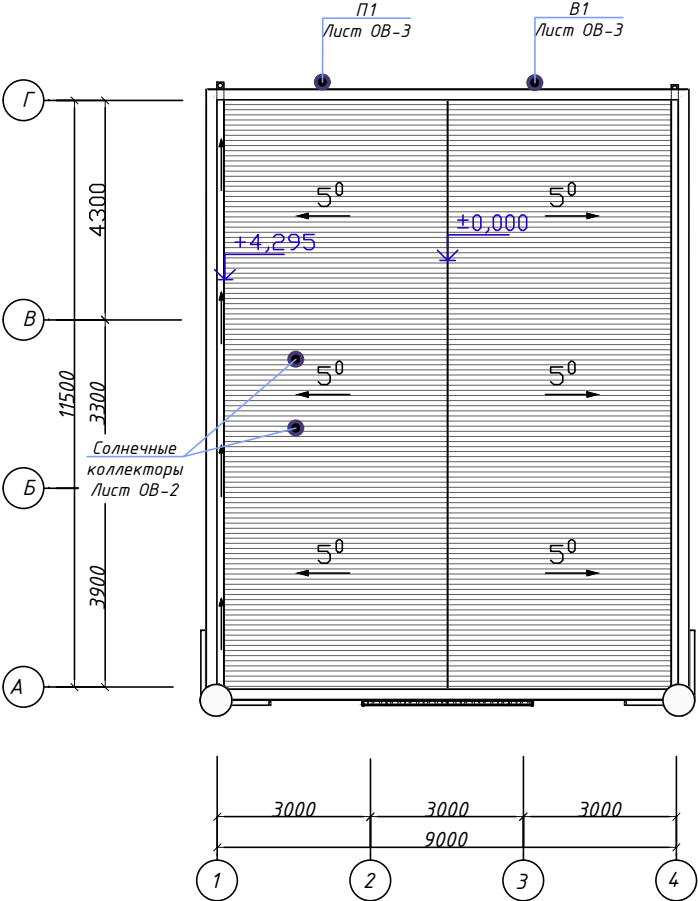 П1
Лист ОВ-3
В1
Лист ОВ-3
Г
4300
5⁰
5⁰
±0,000
+4,295
В
11500
3300
5⁰
5⁰
Солнечные
коллекторы
Лист ОВ-2
Б
3900
5⁰
5⁰
А
3000
3000
3000
9000
1
2
3
4